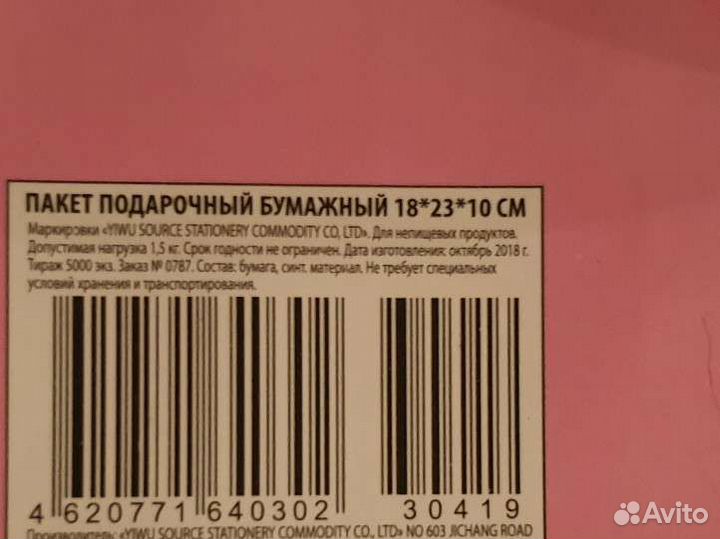 ПАКЕТ ПОДАРОЧНЫЙ БУМАЖНЫЙ 18*23*10 СМ
Маркировки «YIWU SOURCE STATIONERY COMMODITY CO, LTD». Для непищевых продуктов.
Допустимая нагрузка 1,5 кг. Срок годности не ограничен. Дата изготовления: октябрь 2018 г.
Тираж 5000 экз. Заказ № 0787. Состав: бумага, синт. материал. Не требует специальных
условий хранения и транспортирования.
4 620771 640302 30419
Производитель: «YIWU SOURCE STATIONERY COMMODITY CO., LTD» NO 603 JICHANG ROAD
Avito